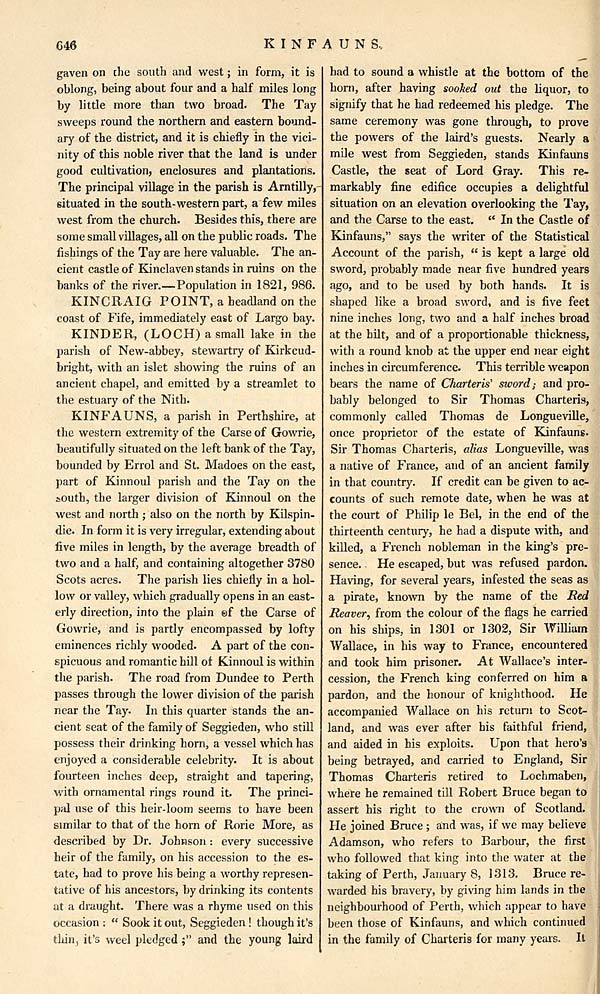 646
KINFAUNS.
gaven on the south and west; in form, it is
oblong, being about four and a half miles long
by little more than two broad. The Tay
sweeps round the northern and eastern bound-
ary of the district, and it is chiefly in the vici-
nity of this noble river that the land is under
good cultivation, enclosures and plantations.
The principal village in the parish is Arntilly,
situated in the south-western part, a few miles
west from the church. Besides this, there are
some small villages, all on the public roads. The
fishings of the Tay are here valuable. The an-
cient castle of Kinclaven stands in ruins on the
banks of the river.—Population in 1821, 986.
KINCRAIG POINT, a headland on the
coast of Fife, immediately east of Largo bay.
KINDER, (LOCH) a small lake in the
parish of New-abbey, stewartry of Kirkcud-
bright, with an islet showing the ruins of an
ancient chapel, and emitted by a streamlet to
the estuary of the Nith.
KINFAUNS, a parish in Perthshire, at
the western extremity of the Carse of Gowrie,
beautifully situated on the left bank of the Tay,
bounded by Errol and St. Madoes on the east,
part of Kinnoul parish and the Tay on the
south, the larger division of Kinnoul on the
west and north; also on the north by Kilspin-
die. In form it is very irregular, extending about
five miles in length, by the average breadth of
two and a half, and containing altogether 3780
Scots acres. The parish lies chiefly in a hol-
low or valley, which gradually opens in an east-
erly direction, into the plain of the Carse of
Gowrie, and is partly encompassed by lofty
eminences richly wooded. A part of the con-
spicuous and romantic hill of Kinnoul is within
the parish. The road from Dundee to Perth
passes through the lower division of the parish
near the Tay. In this quarter stands the an-
cient seat of the family of Seggieden, who still
possess their drinking horn, a vessel which has
enjoyed a considerable celebrity. It is about
fourteen inches deep, straight and tapering,
with ornamental rings round it. The princi-
pal use of this heir-loom seems to have been
similar to that of the horn of Rorie More, as
described by Dr. Johnson: every successive
heir of the family, on his accession to the es-
tate, had to prove his being a worthy represen-
tative of his ancestors, by drinking its contents
at a draught. There was a rhyme used on this
occasion: “ Sook it out, Seggieden! though it's
thin, it's weel pledged;” and the young laird
had to sound a whistle at the bottom of the
horn, after having sooked out the liquor, to
signify that he had redeemed his pledge. The
same ceremony was gone through, to prove
the powers of the laird's guests. Nearly a
mile west from Seggieden, stands Kinfauns
Castle, the seat of Lord Gray. This re-
markably fine edifice occupies a delightful
situation on an elevation overlooking the Tay,
and the Carse to the east. “ In the Castle of
Kinfauns,” says the writer of the Statistical
Account of the parish, “ is kept a large old
sword, probably made near five hundred years
ago, and to be used by both hands. It is
shaped like a broad sword, and is five feet
nine inches long, two and a half inches broad
at the hilt, and of a proportionable thickness,
with a round knob at the upper end near eight
inches in circumference. This terrible weapon
bears the name of Charteris' sword; and pro-
bably belonged to Sir Thomas Charteris,
commonly called Thomas de Longueville,
once proprietor of the estate of Kinfauns.
Sir Thomas Charteris, alias Longueville, was
a native of France, and of an ancient family
in that country. If credit can be given to ac-
counts of such remote date, when he was at
the court of Philip le Bel, in the end of the
thirteenth century, he had a dispute with, and
killed, a French nobleman in the king's pre-
sence. He escaped, but was refused pardon.
Having, for several years, infested the seas as
a pirate, known by the name of the Red
Reaver, from the colour of the flags he carried
on his ships, in 1301 or 1302, Sir William
Wallace, in his way to France, encountered
and took him prisoner. At Wallace's inter-
cession, the French king conferred on him a
pardon, and the honour of knighthood. He
accompanied Wallace on his return to Scot-
land, and was ever after his faithful friend,
and aided in his exploits. Upon that hero's
being betrayed, and carried to England, Sir
Thomas Charteris retired to Lochmaben,
where he remained till Robert Bruce began to
assert his right to the crown of Scotland.
He joined Bruce; and was, if we may believe
Adamson, who refers to Barbour, the first
who followed that king into the water at the
taking of Perth, January 8, 1313. Bruce re-
warded his bravery, by giving him lands in the
neighbourhood of Perth, which appear to have
been those of Kinfauns, and which continued
in the family of Charteris for many years. It